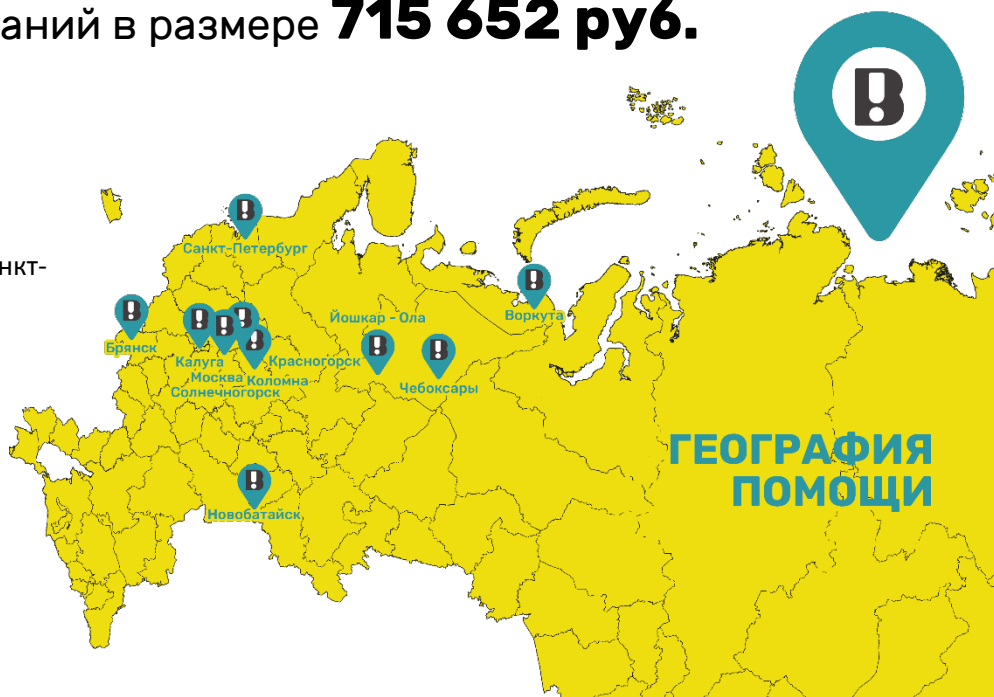 аний в размере 715 652 руб.
нкт-
Санкт-Петербург
Воркута
Йошкар - Ола
Брянск
Калуга
Красногорск
Москва
Коломна
Солнечногорск
Чебоксары
ГЕОГРАФИЯ
ПОМОЩИ
Новобатайск